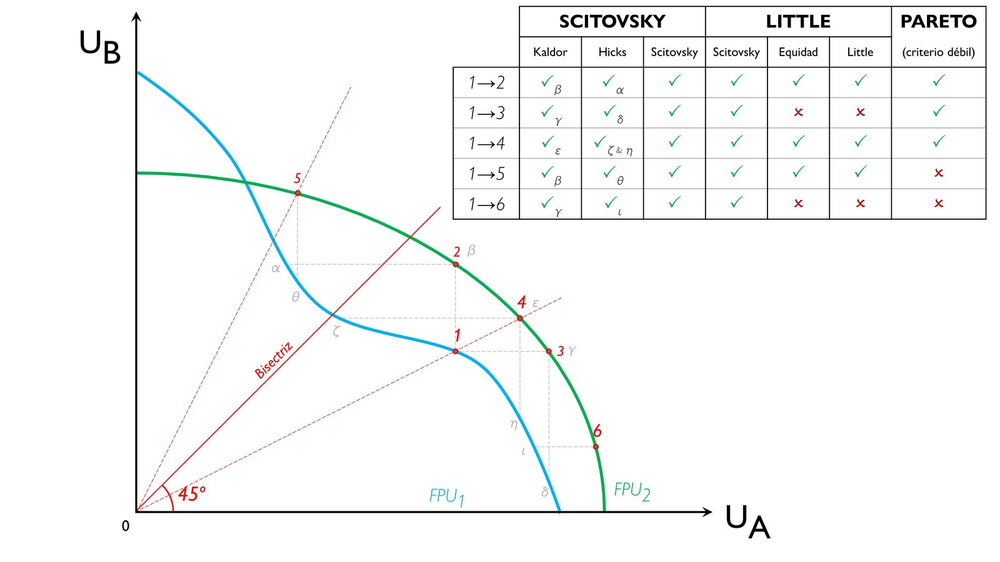 SCITOVSKY LITTLE PARETO
Kaldor Hicks Scitovsky Scitovsky Equidad Little (criterio débil)
1→2 ✓β ✓α ✓ ✓ ✓ ✓ ✓
1→3 ✓γ ✓δ ✓ ✓ ✗ ✗ ✓
1→4 ✓ε ✓ζ & η ✓ ✓ ✓ ✓ ✓
1→5 ✓β ✓θ ✓ ✓ ✓ ✓ ✗
1→6 ✓γ ✓ι ✓ ✓ ✗ ✗ ✗
UB
5
2 β
α
θ
4 ε
ζ
1
3 γ
Bisectriz
η
6
ι
45º
FPU1
δ
FPU2
0
UA